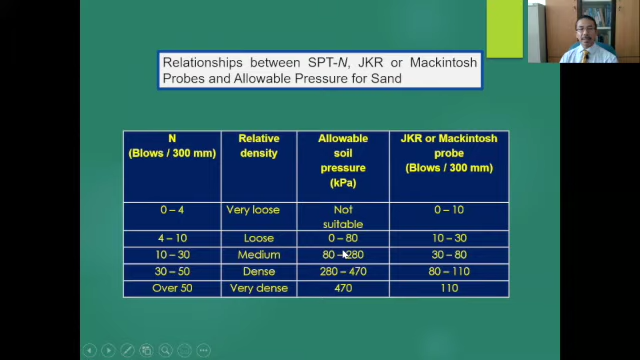 Relationships between SPT-N, JKR or Mackintosh
Probes and Allowable Pressure for Sand
N
(Blows / 300 mm)
Relative
density
Allowable
soil
pressure
(kPa)
JKR or Mackintosh
probe
(Blows / 300 mm)
0 – 4
Very loose
Not
suitable
0 – 10
4 – 10
Loose
0 – 80
10 – 30
10 – 30
Medium
80 – 280
30 – 80
30 – 50
Dense
280 – 470
80 – 110
Over 50
Very dense
470
110